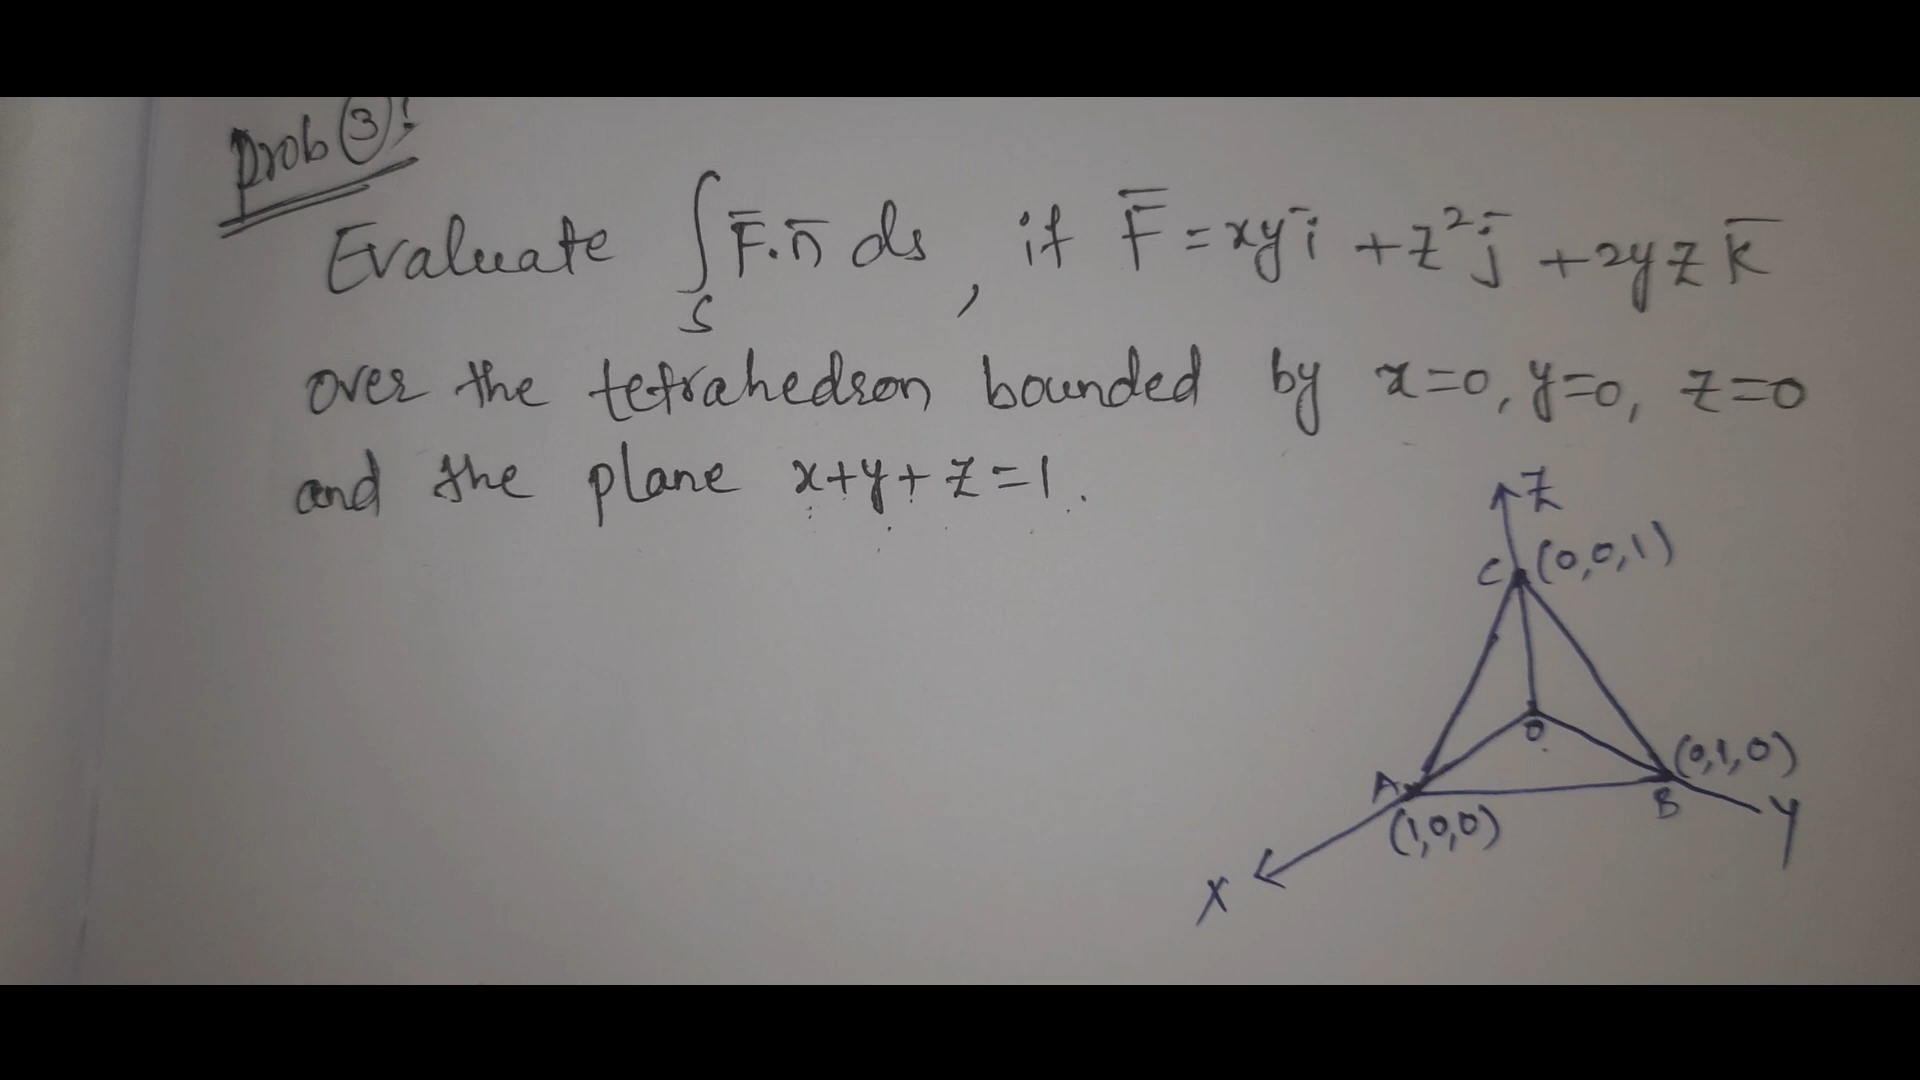 Prob ③:
Evaluate ∫_S F̄.n̄ ds, if F̄ = xy ī + z² j̄ + 2yz k̄
over the tetrahedron bounded by x=0, y=0, z=0
and the plane x+y+z=1.
Z
C (0,0,1)
O
(0,1,0)
A
B
Y
(1,0,0)
X